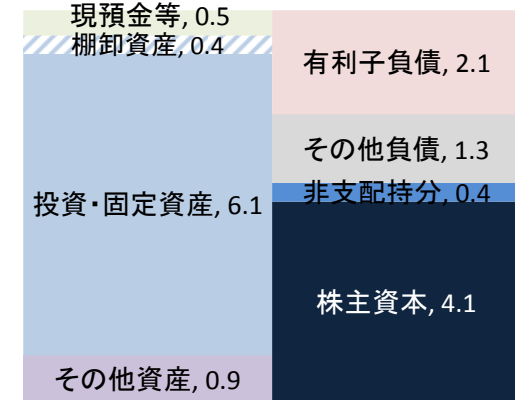 現預金等, 0.5
棚卸資産, 0.4
投資・固定資産, 6.1
その他資産, 0.9
有利子負債, 2.1
その他負債, 1.3
非支配持分, 0.4
株主資本, 4.1